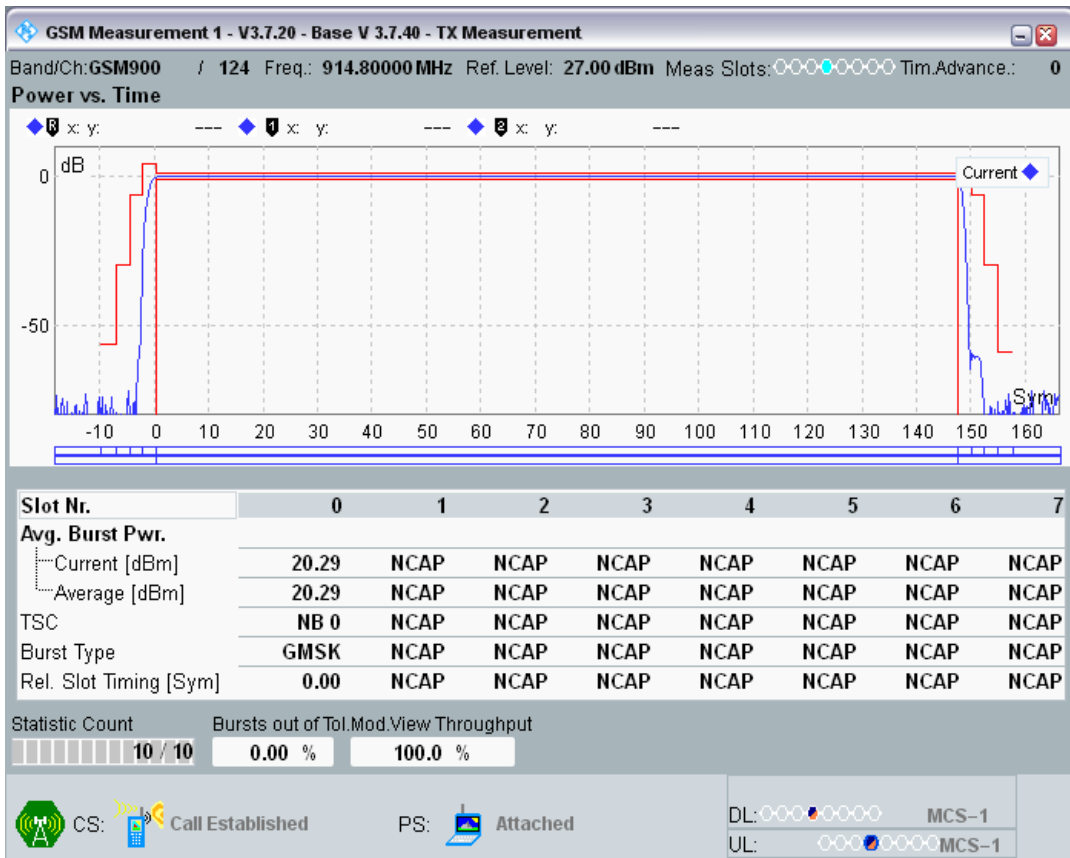 GSM Measurement 1 - V3.7.20 - Base V 3.7.40 - TX Measurement
Band/Ch:GSM900 / 124 Freq.: 914.80000 MHz Ref. Level: 27.00 dBm Meas Slots: Tim.Advance.: 0
Power vs. Time
R x: y: --- 1 x: y: --- 2 x: y: ---
dB
Current
0
-50
Sym
-10 0 10 20 30 40 50 60 70 80 90 100 110 120 130 140 150 160
Slot Nr. 0 1 2 3 4 5 6 7
Avg. Burst Pwr.
Current [dBm] 20.29 NCAP NCAP NCAP NCAP NCAP NCAP NCAP
Average [dBm] 20.29 NCAP NCAP NCAP NCAP NCAP NCAP NCAP
TSC NB 0 NCAP NCAP NCAP NCAP NCAP NCAP NCAP
Burst Type GMSK NCAP NCAP NCAP NCAP NCAP NCAP NCAP
Rel. Slot Timing [Sym] 0.00 NCAP NCAP NCAP NCAP NCAP NCAP NCAP
Statistic Count Bursts out of Tol.Mod.View Throughput
10 / 10 0.00 % 100.0 %
CS: Call Established PS: Attached
DL: MCS-1
UL: MCS-1